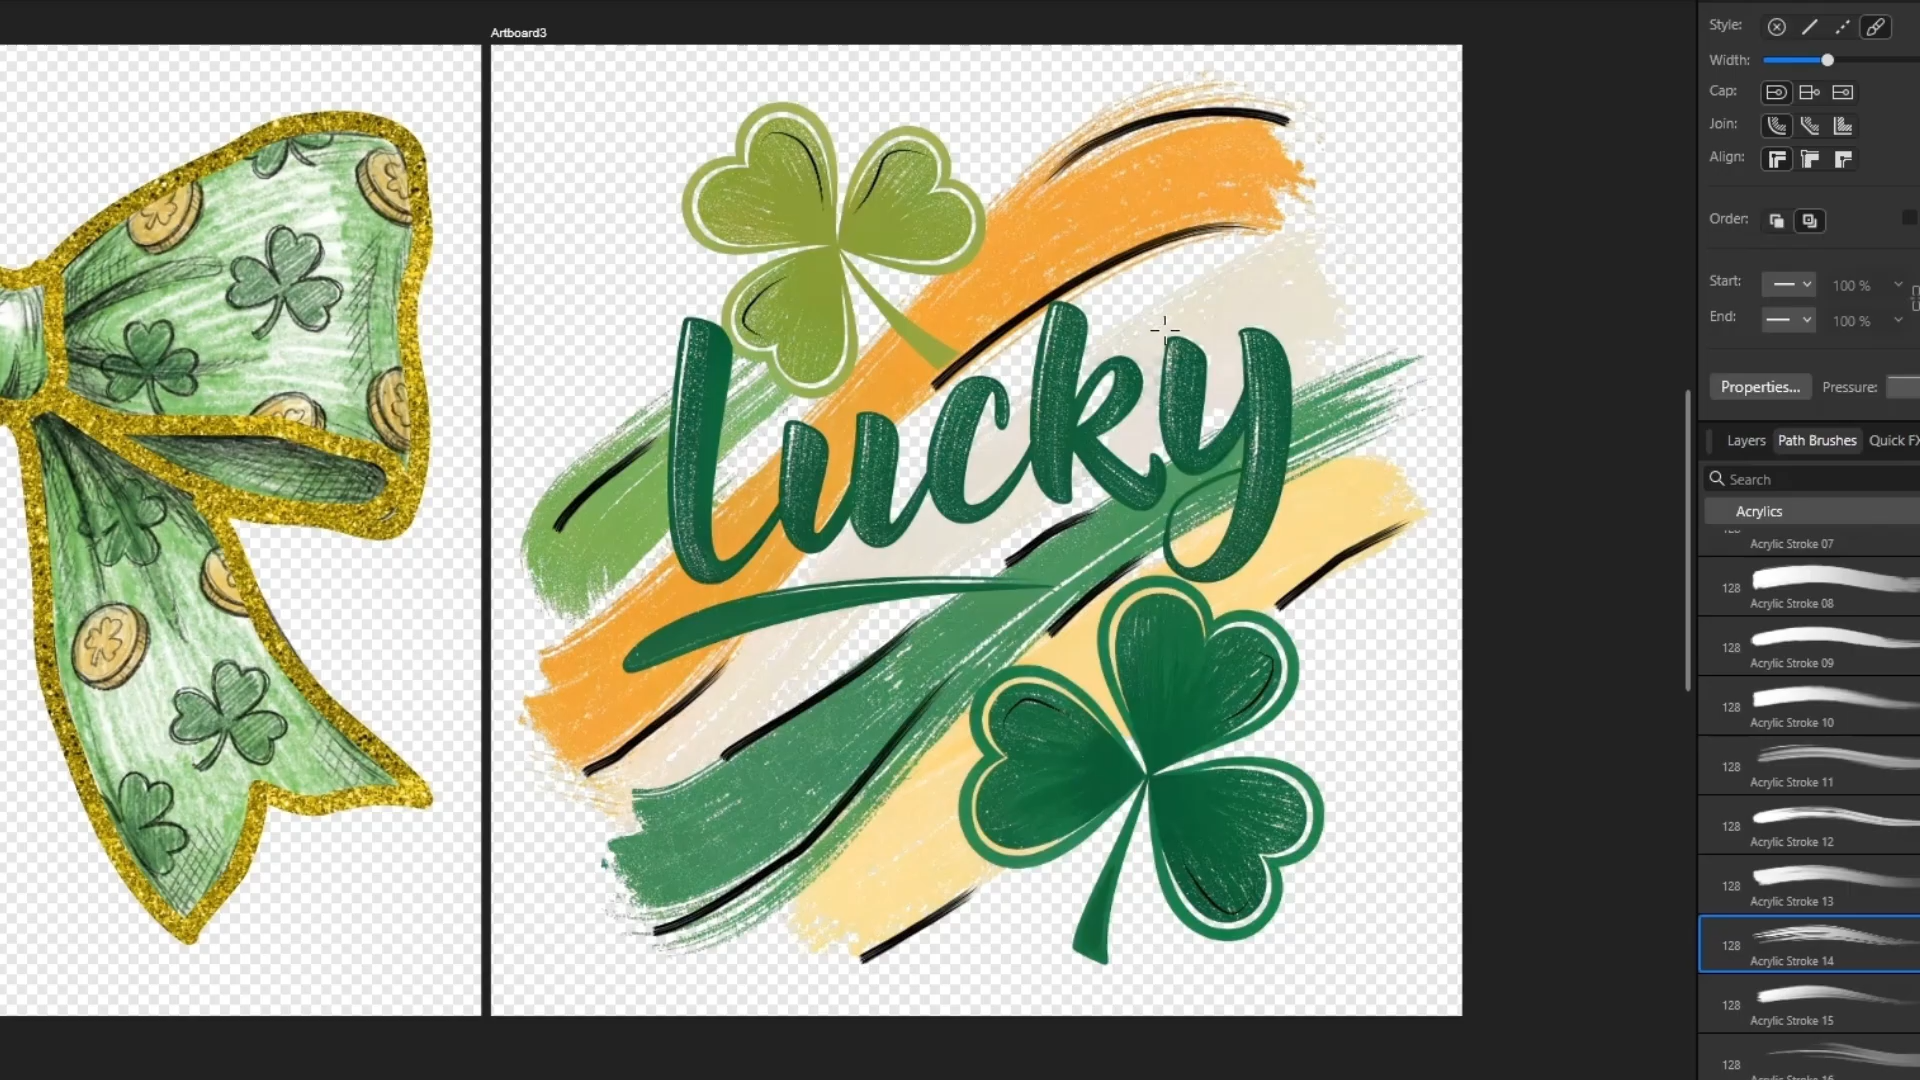 Artboard3
Lucky
Style:
Width:
Cap:
Join:
Align:
Order:
Start: 100 %
End: 100 %
Properties... Pressure:
Layers Path Brushes Quick FX
Search
Acrylics
Acrylic Stroke 07
128
Acrylic Stroke 08
128
Acrylic Stroke 09
128
Acrylic Stroke 10
128
Acrylic Stroke 11
128
Acrylic Stroke 12
128
Acrylic Stroke 13
128
Acrylic Stroke 14
128
Acrylic Stroke 15
128